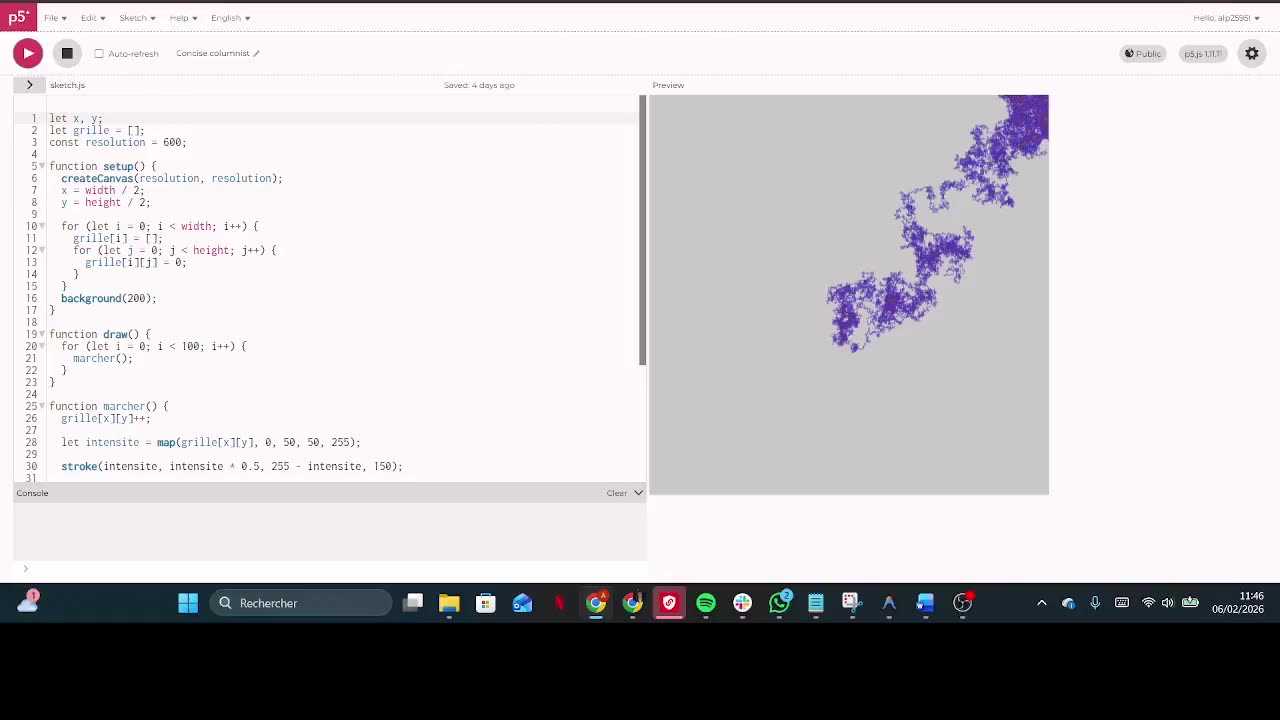 p5*
File
Edit
Sketch
Help
English
Hello, alp2595!
Auto-refresh
Concise columnist
Public
p5.js 1.11.11
sketch.js
Saved: 4 days ago
Preview
1 let x, y;
2 let grille = [];
3 const resolution = 600;
4
5 function setup() {
6 createCanvas(resolution, resolution);
7 x = width / 2;
8 y = height / 2;
9
10 for (let i = 0; i < width; i++) {
11 grille[i] = [];
12 for (let j = 0; j < height; j++) {
13 grille[i][j] = 0;
14 }
15 }
16 background(200);
17 }
18
19 function draw() {
20 for (let i = 0; i < 100; i++) {
21 marcher();
22 }
23 }
24
25 function marcher() {
26 grille[x][y]++;
27
28 let intensite = map(grille[x][y], 0, 50, 50, 255);
29
30 stroke(intensite, intensite * 0.5, 255 - intensite, 150);
31
Console
Clear
>
1
Rechercher
2
11:46
06/02/2026